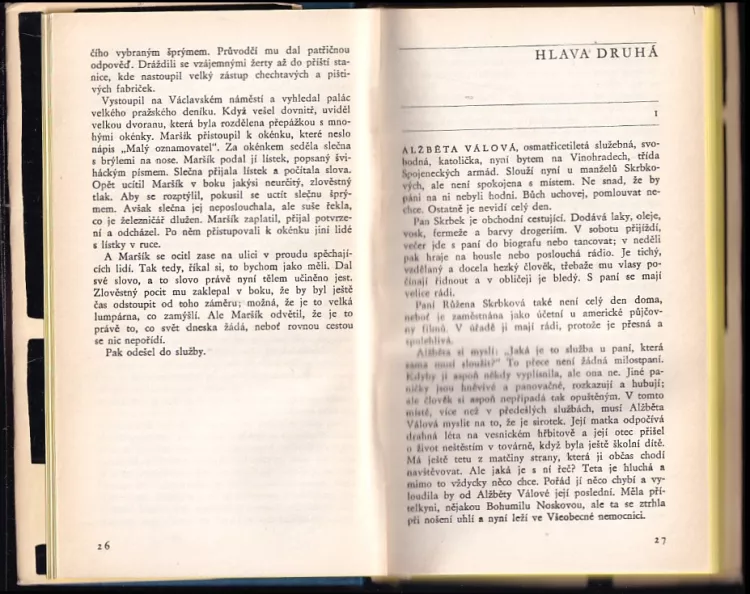 čího vybraným šprýmem. Průvodčí mu dal patřičnou
odpověď. Dráždili se vzájemnými žerty až do příští sta-
nice, kde nastoupil velký zástup chechtavých a pišti-
vých fabriček.
Vystoupil na Václavském náměstí a vyhledal palác
velkého pražského deníku. Když vešel dovnitř, uviděl
velkou dvoranu, která byla rozdělena přepážkou s mno-
hými okénky. Maršík přistoupil k okénku, které neslo
nápis „Malý oznamovatel". Za okénkem seděla slečna
s brýlemi na nose. Maršík podal jí lístek, popsaný švi-
háckým písmem. Slečna přijala lístek a počítala slova.
Opět ucítil Maršík v boku jakýsi neurčitý, zlověstný
tlak. Aby se rozptýlil, pokusil se uctít slečnu šprý-
mem. Avšak slečna jej neposlouchala, ale suše řekla,
co je železničář dlužen. Maršík zaplatil, přijal potvrze-
ní a odcházel. Po něm přistupovali k okénku jiní lidé
s lístky v ruce.
A Maršík se ocitl zase na ulici v proudu spěchají-
cích lidí. Tak tedy, říkal si, to bychom jako měli. Dal
své slovo, a to slovo právě nyní tělem učiněno jest.
Zlověstný pocit mu zaklepal v boku, že by byl ještě
čas odstoupit od toho záměru; možná, že je to velká
lumpárna, co zamýšlí. Ale Maršík odvětil, že je to
právě to, co svět dneska žádá, neboť rovnou cestou
se nic nepořídí.
Pak odešel do služby.
26
HLAVA DRUHÁ
1
ALŽBĚTA VÁLOVÁ, osmatřicetiletá služebná, svo-
bodná, katolička, nyní bytem na Vinohradech, třída
Spojeneckých armád. Slouží nyní u manželů Skrbko-
vých, ale není spokojena s místem. Ne snad, že by
páni na ni nebyli hodní. Bůch uchovej, pomlouvat ne-
chce. Ostatně je nevidí celý den.
Pan Skrbek je obchodní cestující. Dodává laky, oleje,
vosk, fermeže a barvy drogeriím. V sobotu přijíždí,
večer jde s paní do biografu nebo tancovat; v neděli
pak hraje na housle nebo poslouchá rádio. Je tichý,
vzdělaný a docela hezký člověk, třebaže mu vlasy po-
čínají řídnout a v obličeji je bledý. S paní se mají
velice rádi.
Paní Růžena Skrbková také není celý den doma,
neboť je zaměstnána jako účetní u americké půjčov-
ny filmů. V úřadě ji mají rádi, protože je přesná a
spolehlivá.
Alžběta si myslí: „Jaká je to služba u paní, která
sama musí sloužit?" To přece není žádná milostpaní.
Kdyby ji aspoň někdy vyplísnila, ale ona ne. Jiné pa-
ničky jsou hněvivé a panovačné, rozkazují a hubují;
ale člověk si aspoň nepřipadá tak opuštěným. V tomto
místě, více než v předešlých službách, musí Alžběta
Válová myslit na to, že je sirotek. Její matka odpočívá
drahná léta na vesnickém hřbitově a její otec přišel
o život neštěstím v továrně, když byla ještě školní dítě.
Má ještě tetu z matčiny strany, která ji občas chodí
navštěvovat. Ale jaká je s ní řeč? Teta je hluchá a
mimo to vždycky něco chce. Pořád jí něco chybí a vy-
loudila by od Alžběty Válové její poslední. Měla pří-
telkyni, nějakou Bohumilu Noskovou, ale ta se ztrhla
při nošení uhlí a nyní leží ve Všeobecné nemocnici.
27